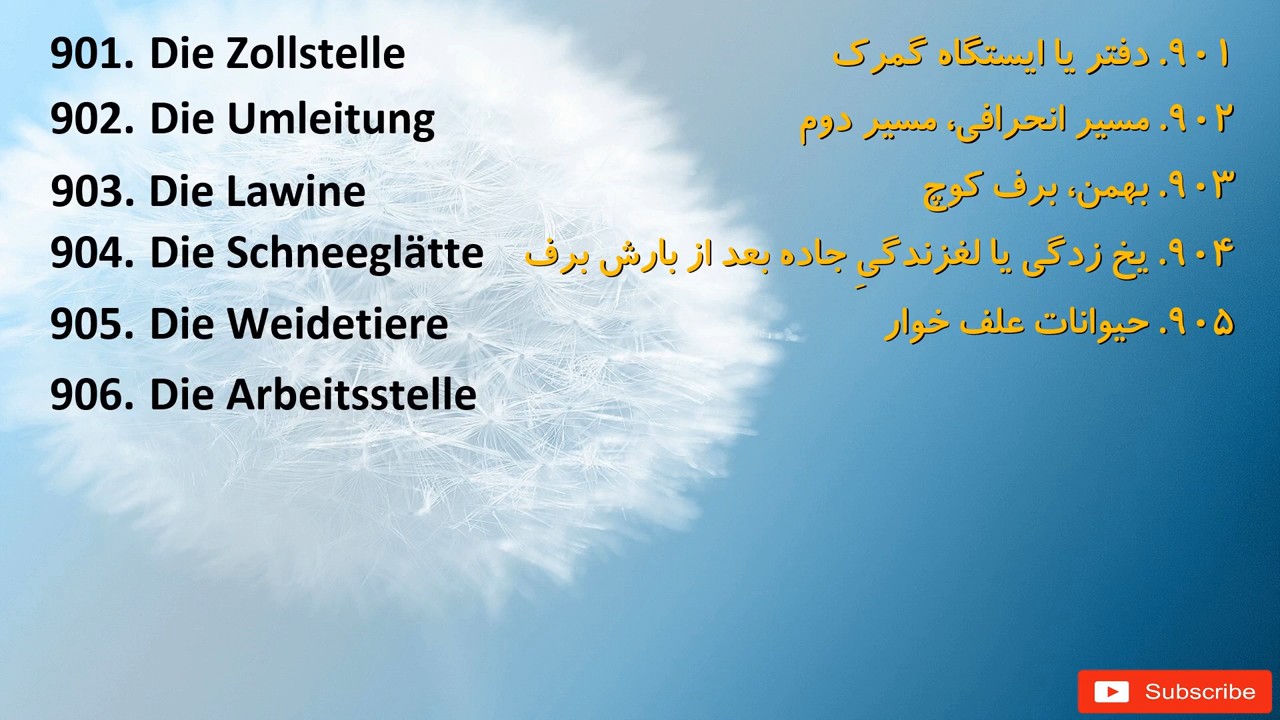 901. Die Zollstelle
۹۰۱. دفتر یا ایستگاه گمرک
902. Die Umleitung
۹۰۲. مسیر انحرافی، مسیر دوم
903. Die Lawine
۹۰۳. بهمن، برف کوچ
904. Die Schneeglätte
۹۰۴. یخ زدگی یا لغزندگیِ جاده بعد از بارش برف
905. Die Weidetiere
۹۰۵. حیوانات علف خوار
906. Die Arbeitsstelle
Subscribe